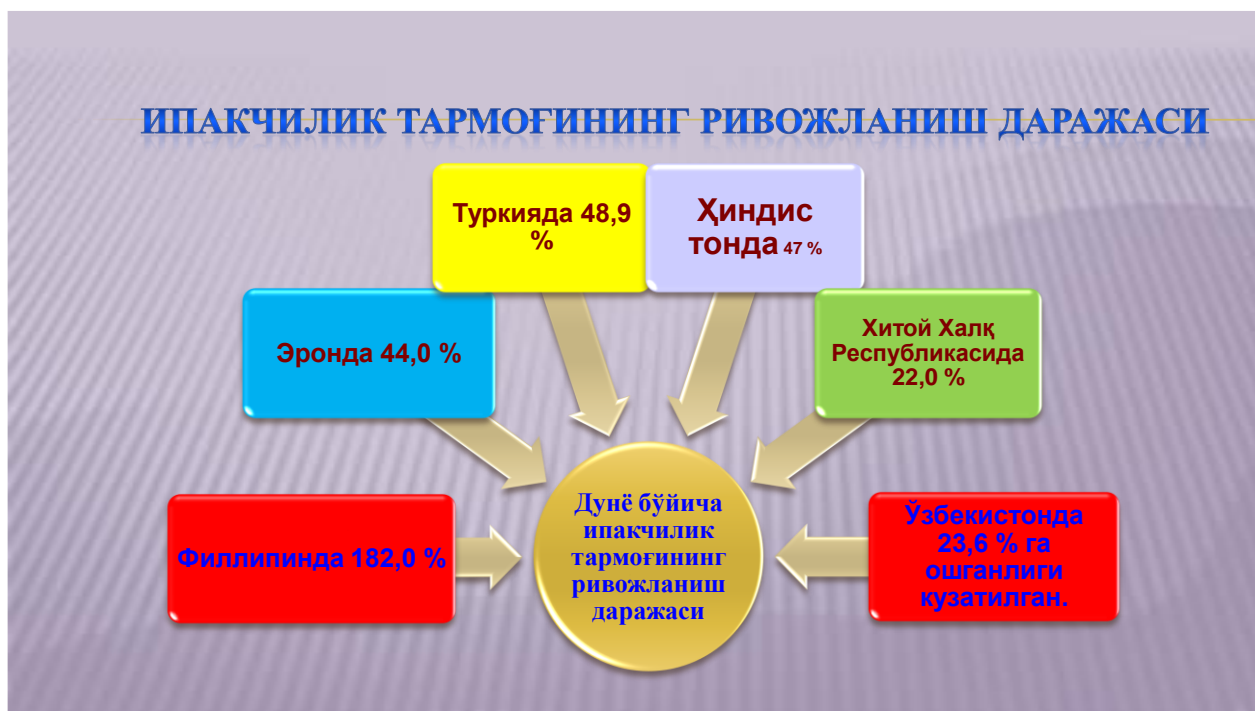 ИПАКЧИЛИК ТАРМОҒИНИНГ РИВОЖЛАНИШ ДАРАЖАСИ
Туркияда 48,9
%
Ҳиндис
тонда 47 %
Эронда 44,0 %
Хитой Халқ
Республикасида
22,0 %
Филлипинда 182,0 %
Дунё бўйича
ипакчилик
тармоғининг
ривожланиш
даражаси
Ўзбекистонда
23,6 % га
ошганлиги
кузатилган.